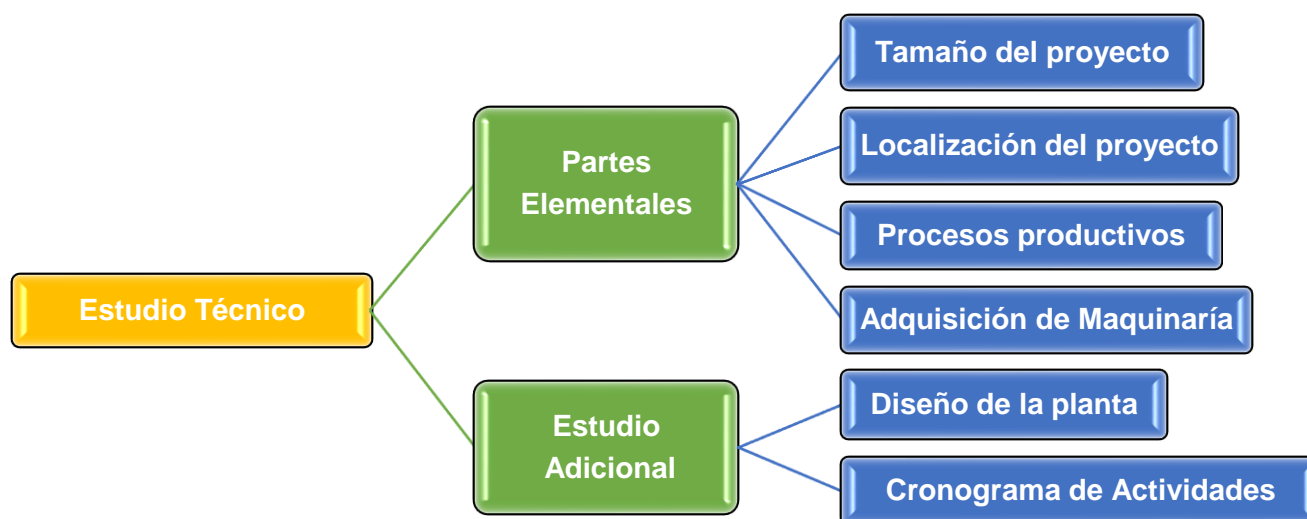 Estudio Técnico
Partes
Elementales
Tamaño del proyecto
Localización del proyecto
Procesos productivos
Adquisición de Maquinaría
Estudio
Adicional
Diseño de la planta
Cronograma de Actividades